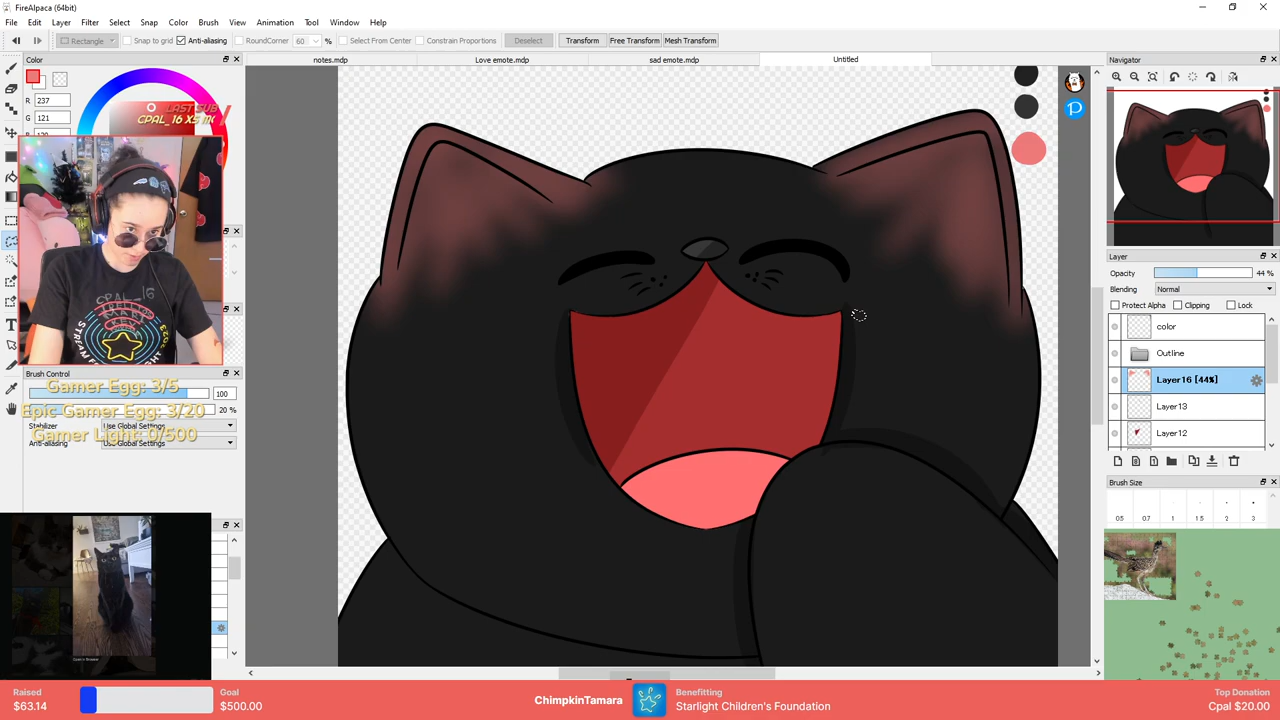 FireAlpaca (64bit)
File Edit Layer Filter Select Snap Color Brush View Animation Tool Window Help
Rectangle Snap to grid Anti-aliasing RoundCorner 60 % Select From Center Constrain Proportions Deselect Transform Free Transform Mesh Transform
Color
notes.mdp Love emote.mdp sad emote.mdp Untitled
Navigator
R 237
G 121
LAST SUB
CPAL_16 X5 MK
CPAL_16
Brush Control
100
20 %
Gamer Egg: 3/5
Epic Gamer Egg: 3/20
Gamer Light: 0/500
Stabilizer Use Global Settings
Anti-aliasing Use Global Settings
Layer
Opacity 44 %
Blending Normal
Protect Alpha Clipping Lock
color
Outline
Layer16 [44%]
Layer13
Layer12
Brush Size
0.5 0.7 1 1.5 2 3
Raised
$63.14
Goal
$500.00
ChimpkinTamara
Benefitting
Starlight Children's Foundation
Top Donation
Cpal $20.00